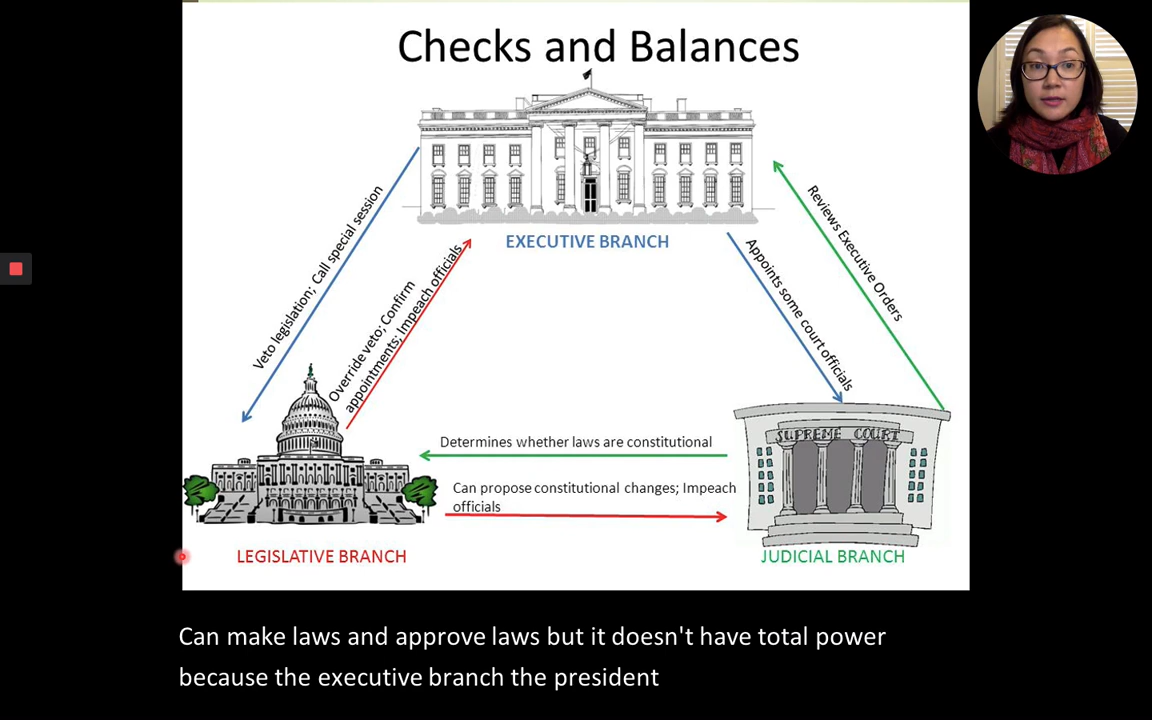 Checks and Balances
Veto legislation; Call special session
Override veto; Confirm
appointments; Impeach officials
EXECUTIVE BRANCH
Appoints some court officials
Reviews Executive Orders
SUPREME COURT
Determines whether laws are constitutional
Can propose constitutional changes; Impeach
officials
LEGISLATIVE BRANCH
JUDICIAL BRANCH
Can make laws and approve laws but it doesn't have total power
because the executive branch the president